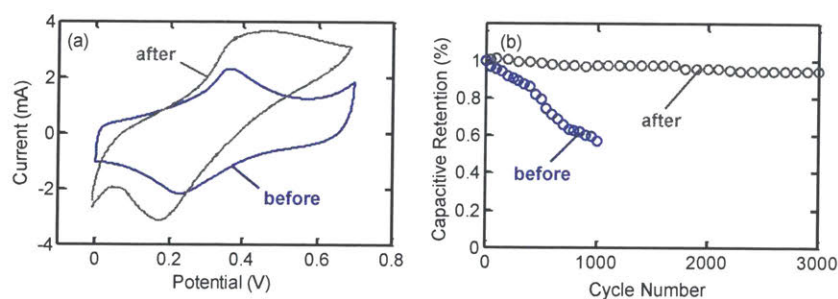 (a)
after
before
Current (mA)
4
2
0
-2
-4
0
0.2
0.4
0.6
0.8
Potential (V)
(b)
after
before
Capacitive Retention (%)
1
0.8
0.6
0.4
0.2
0
0
1000
2000
3000
Cycle Number